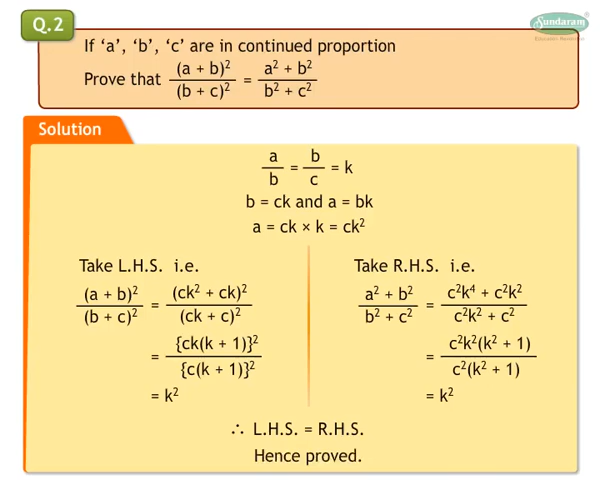 Q.2
Sundaram
If ‘a’, ‘b’, ‘c’ are in continued proportion
Prove that (a + b)² / (b + c)² = a² + b² / b² + c²
Solution
a / b = b / c = k
b = ck and a = bk
a = ck × k = ck²
Take L.H.S. i.e.
(a + b)² / (b + c)² = (ck² + ck)² / (ck + c)²
= {ck(k + 1)}² / {c(k + 1)}²
= k²
Take R.H.S. i.e.
a² + b² / b² + c² = c²k⁴ + c²k² / c²k² + c²
= c²k²(k² + 1) / c²(k² + 1)
= k²
∴ L.H.S. = R.H.S.
Hence proved.